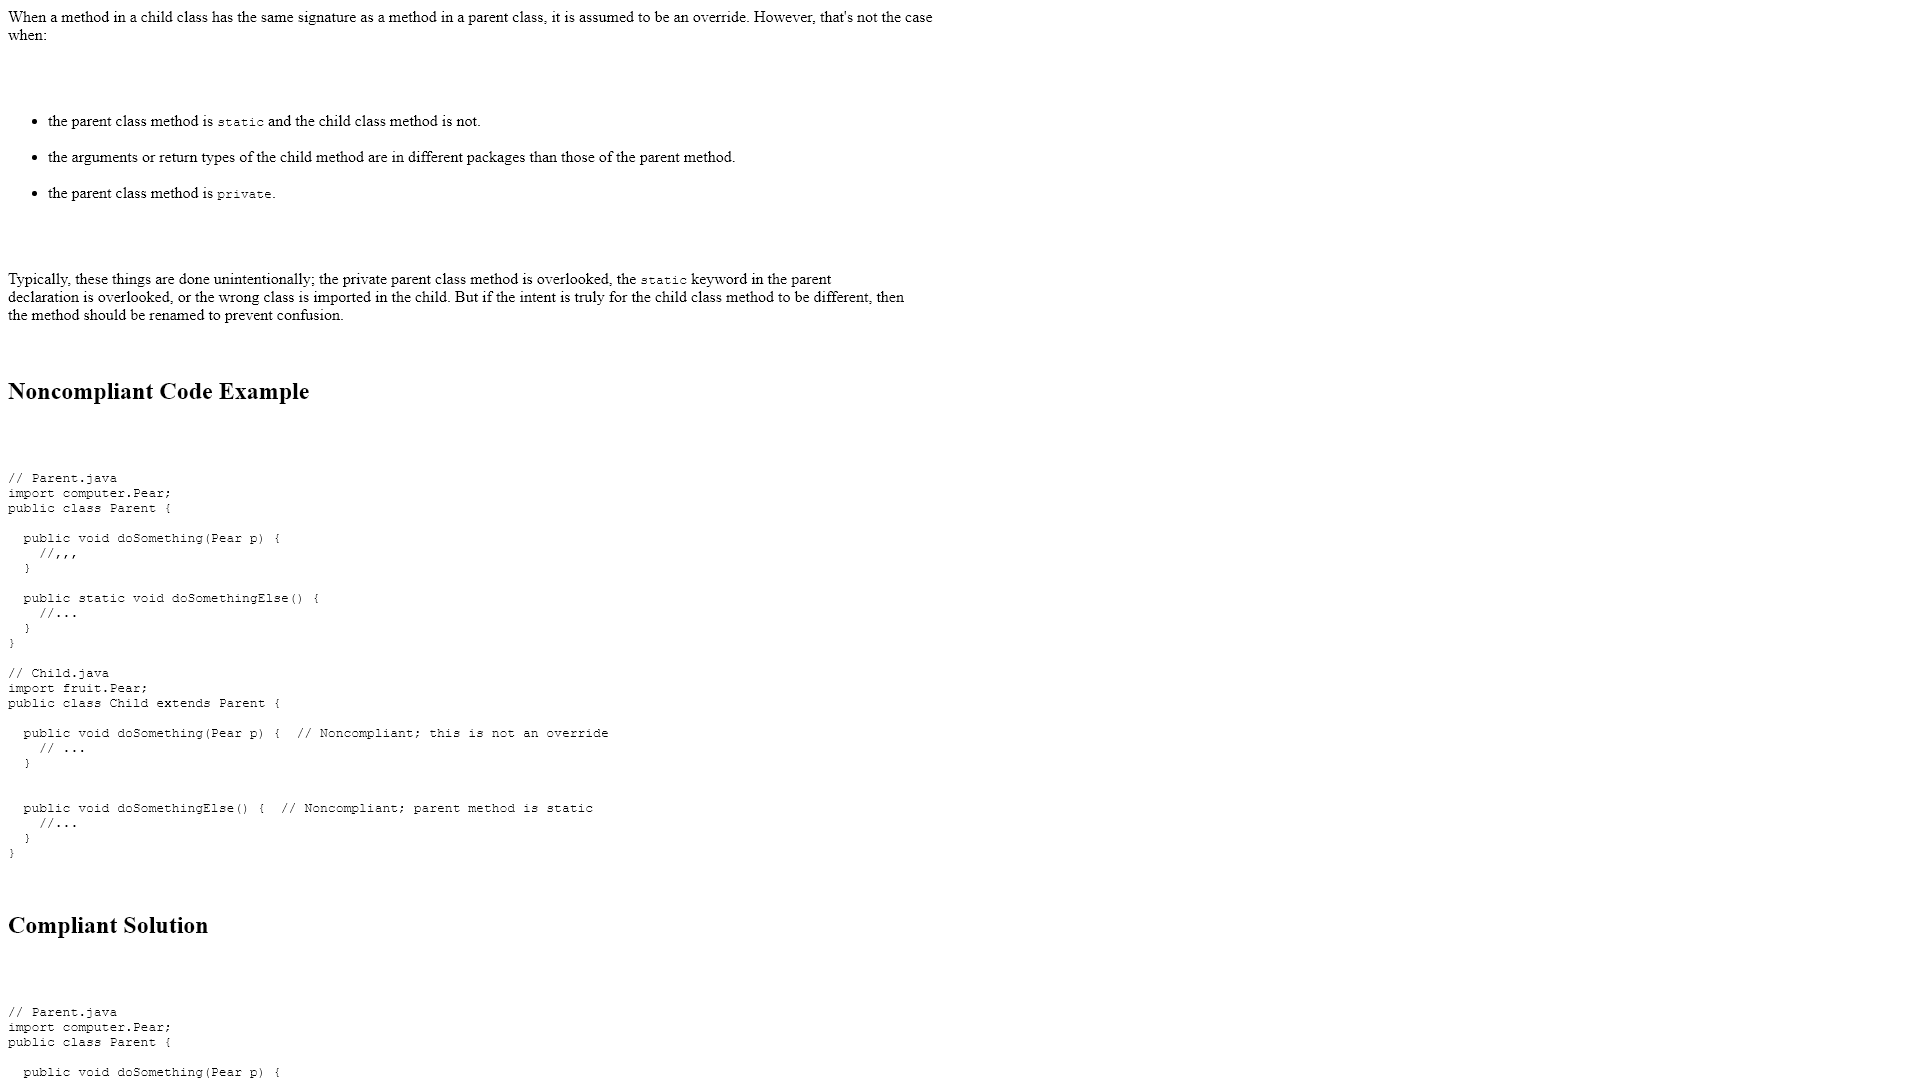 When a method in a child class has the same signature as a method in a parent class, it is assumed to be an override. However, that's not the case
when:
• the parent class method is static and the child class method is not.
• the arguments or return types of the child method are in different packages than those of the parent method.
• the parent class method is private.
Typically, these things are done unintentionally; the private parent class method is overlooked, the static keyword in the parent
declaration is overlooked, or the wrong class is imported in the child. But if the intent is truly for the child class method to be different, then
the method should be renamed to prevent confusion.
Noncompliant Code Example
// Parent.java
import computer.Pear;
public class Parent {
  public void doSomething(Pear p) {
    //,,,
  }
  public static void doSomethingElse() {
    //...
  }
}
// Child.java
import fruit.Pear;
public class Child extends Parent {
  public void doSomething(Pear p) {  // Noncompliant; this is not an override
    // ...
  }
  public void doSomethingElse() {  // Noncompliant; parent method is static
    //...
  }
}
Compliant Solution
// Parent.java
import computer.Pear;
public class Parent {
  public void doSomething(Pear p) {